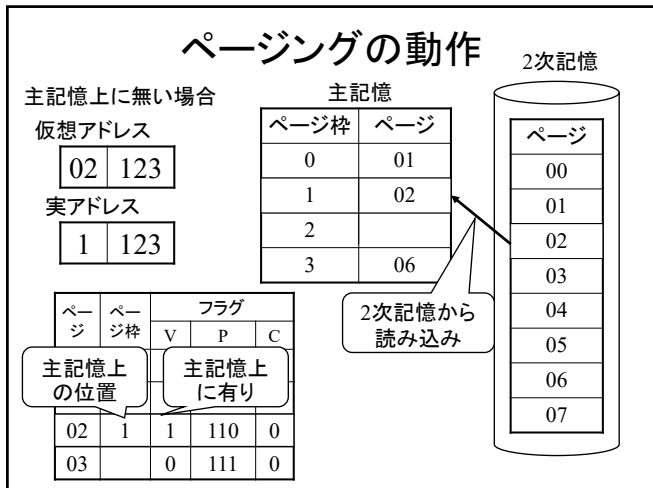 ページングの動作
主記憶上に無い場合
仮想アドレス
02 123
実アドレス
1 123
主記憶
ページ枠 ページ
0 01
1 02
2
3 06
2次記憶
ページ
00
01
02
03
04
05
06
07
2次記憶から
読み込み
ペー
ジ
ペー
ジ枠
フラグ
V P C
主記憶上
の位置
主記憶上
に有り
02 1 1 110 0
03 0 111 0